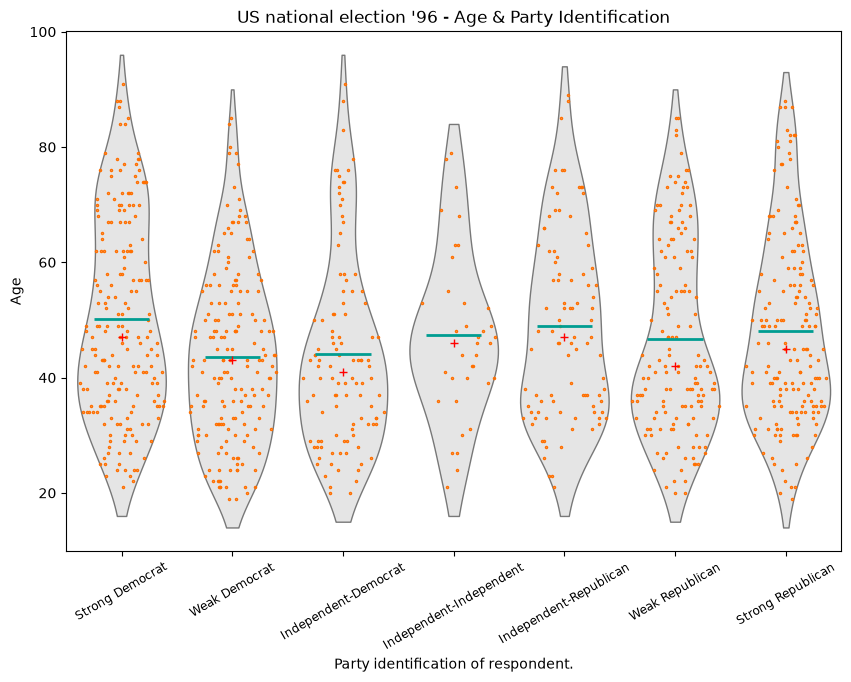 US national election '96 - Age & Party Identification
100
80
60
40
20
Age
Strong Democrat
Weak Democrat
Independent-Democrat
Independent-Independent
Independent-Republican
Weak Republican
Strong Republican
Party identification of respondent.